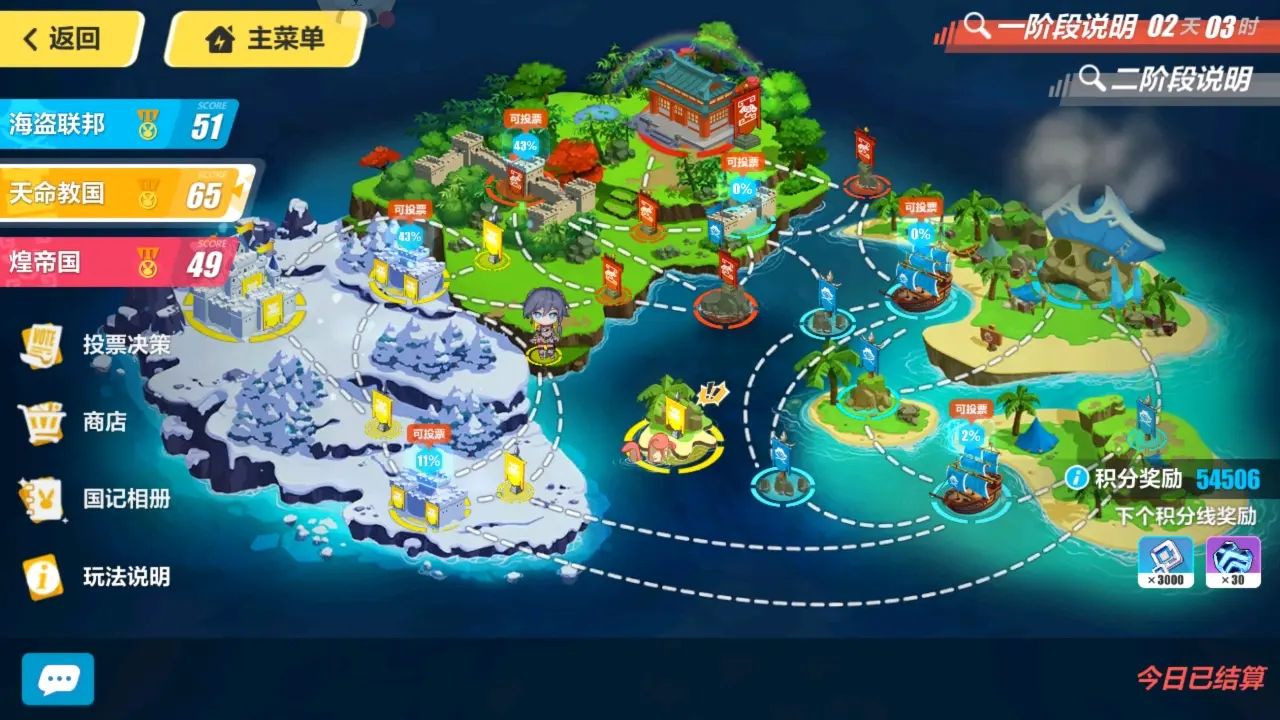 返回
主菜单
一阶段说明 02天03时
二阶段说明
海盗联邦 SCORE 51
天命教国 SCORE 65
煌帝国 SCORE 49
可投票
43%
可投票
0%
可投票
43%
可投票
0%
可投票
11%
可投票
2%
VOTE 投票决策
商店
国记相册
玩法说明
积分奖励 54506
下个积分线奖励
×3000
×30
今日已结算